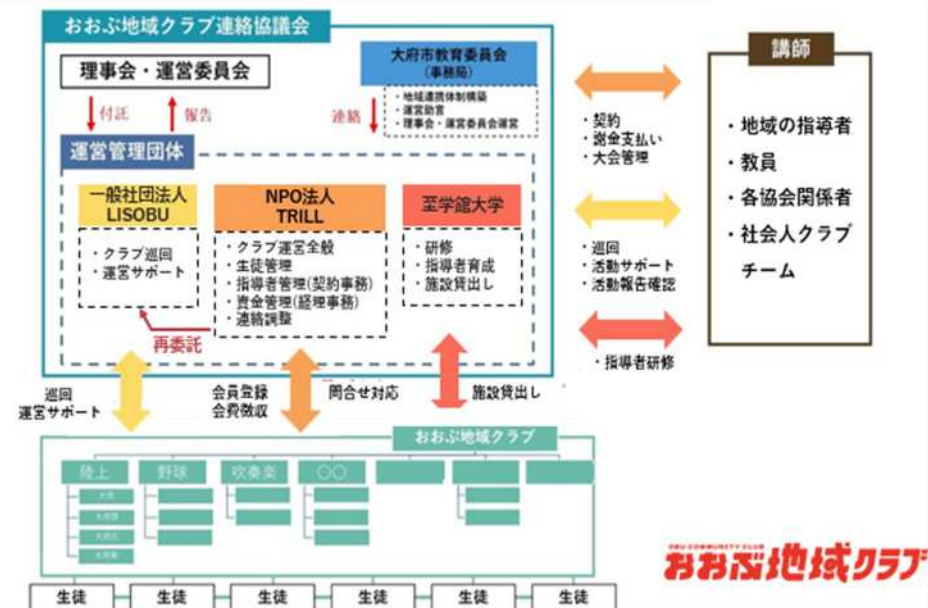 おおぶ地域クラブ連絡協議会
理事会・運営委員会
大府市教育委員会
(事務局)
・地域連携体制構築
・運営助言
・理事会・運営委員会運営
付託
報告
連絡
運営管理団体
一般社団法人
LISOBU
・クラブ巡回
・運営サポート
NPO法人
TRILL
・クラブ運営全般
・生徒管理
・指導者管理(契約事務)
・資金管理(経理事務)
・連絡調整
至学館大学
・研修
・指導者育成
・施設貸出し
再委託
講師
・地域の指導者
・教員
・各協会関係者
・社会人クラブ
チーム
・契約
・謝金支払い
・大会管理
・巡回
・活動サポート
・活動報告確認
・指導者研修
巡回
運営サポート
会員登録
会費徴収
問合せ対応
施設貸出し
おおぶ地域クラブ
陸上
野球
吹奏楽
〇〇
生徒
生徒
生徒
生徒
生徒
生徒
OBU COMMUNITY CLUB
おおぶ地域クラブ